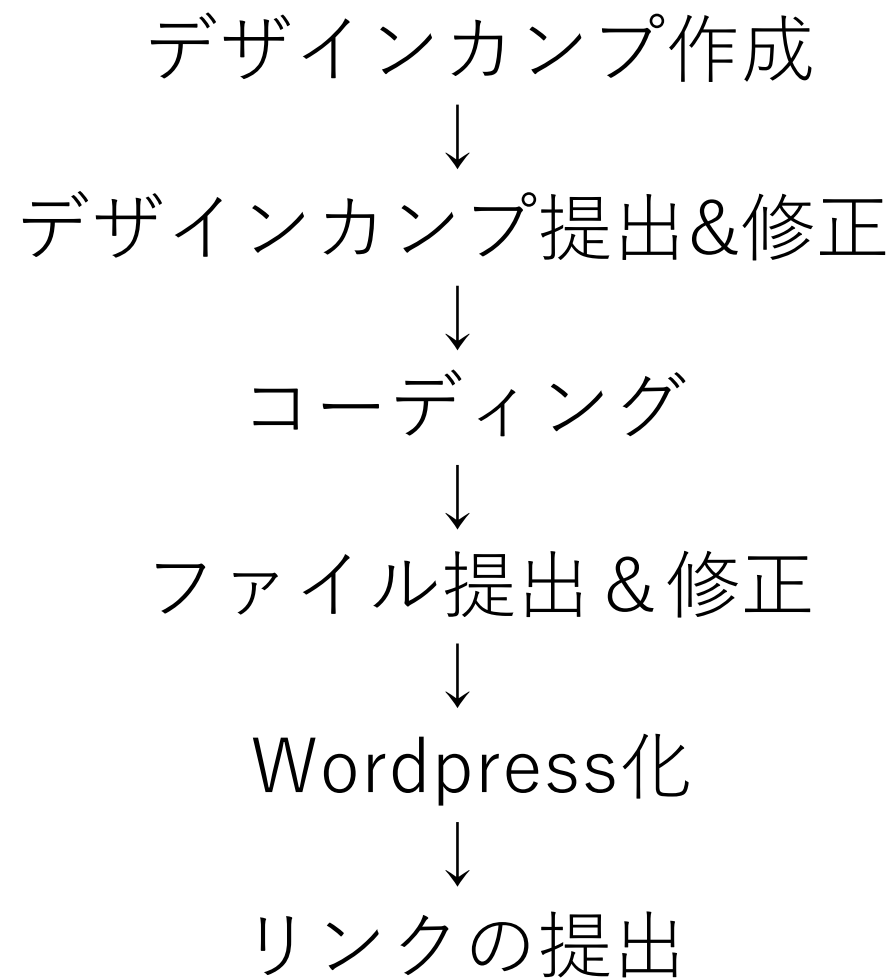 デザインカンプ作成
↓
デザインカンプ提出&修正
↓
コーディング
↓
ファイル提出＆修正
↓
Wordpress化
↓
リンクの提出